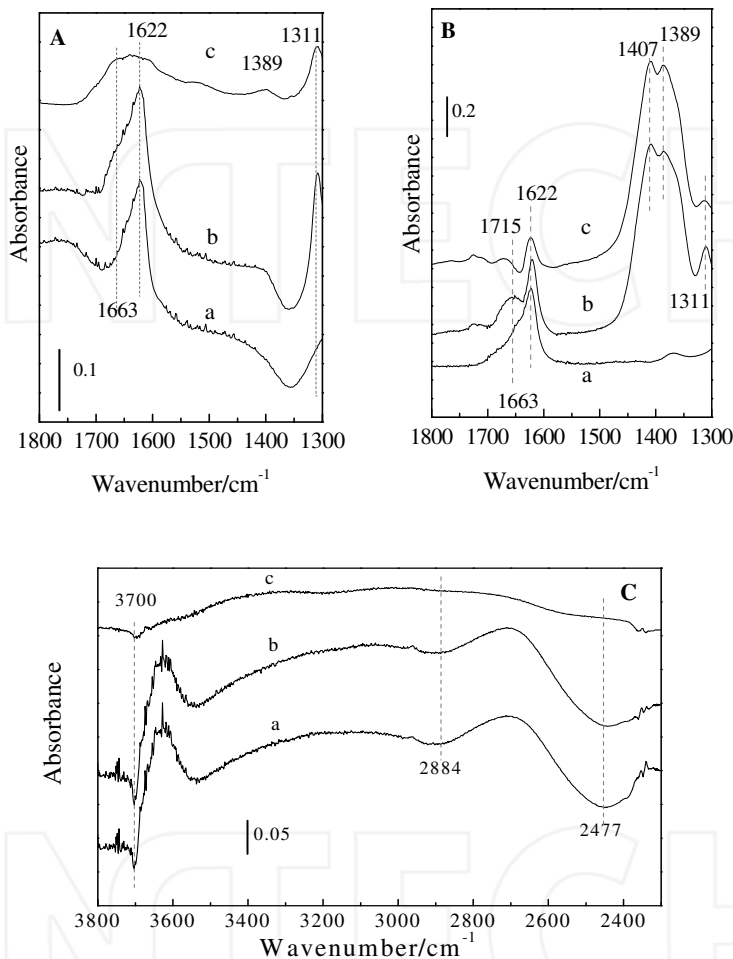 A
1622
1311
c
1389
Absorbance
b
1663
a
0.1
1800 1700 1600 1500 1400 1300
Wavenumber/cm-1
B
1389
1407
0.2
1622
1715
c
Absorbance
b
1311
a
1663
1800 1700 1600 1500 1400 1300
Wavenumber/cm-1
C
3700
c
b
Absorbance
a
2884
2477
0.05
3800 3600 3400 3200 3000 2800 2600 2400
Wavenumber/cm-1
NTECH
NTECH